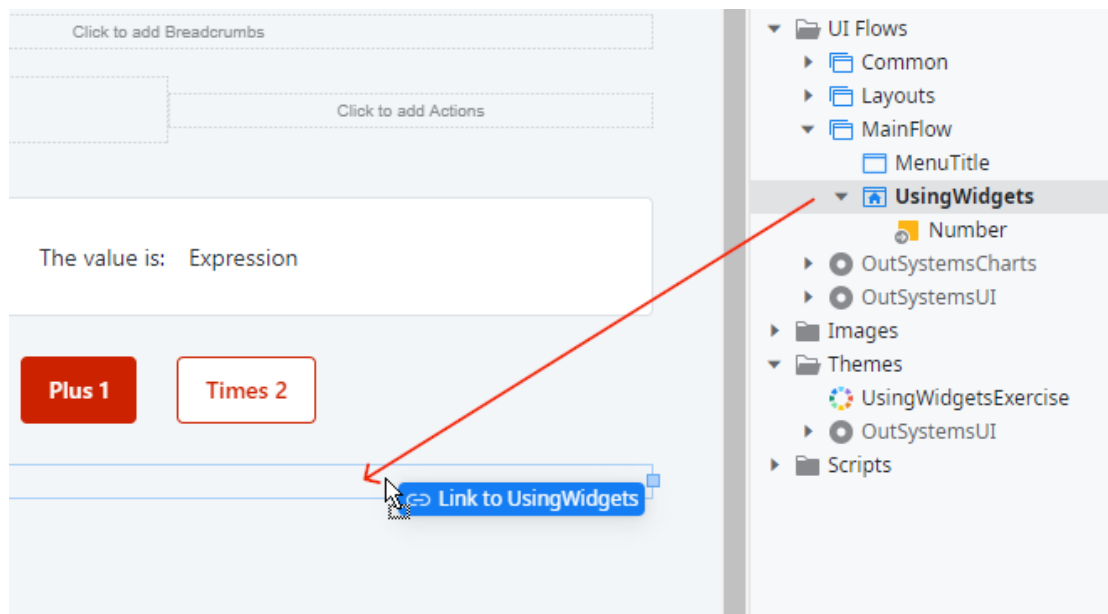 Click to add Breadcrumbs
Click to add Actions
The value is: Expression
Plus 1
Times 2
Link to UsingWidgets
UI Flows
Common
Layouts
MainFlow
MenuTitle
UsingWidgets
Number
OutSystemsCharts
OutSystemsUI
Images
Themes
UsingWidgetsExercise
OutSystemsUI
Scripts